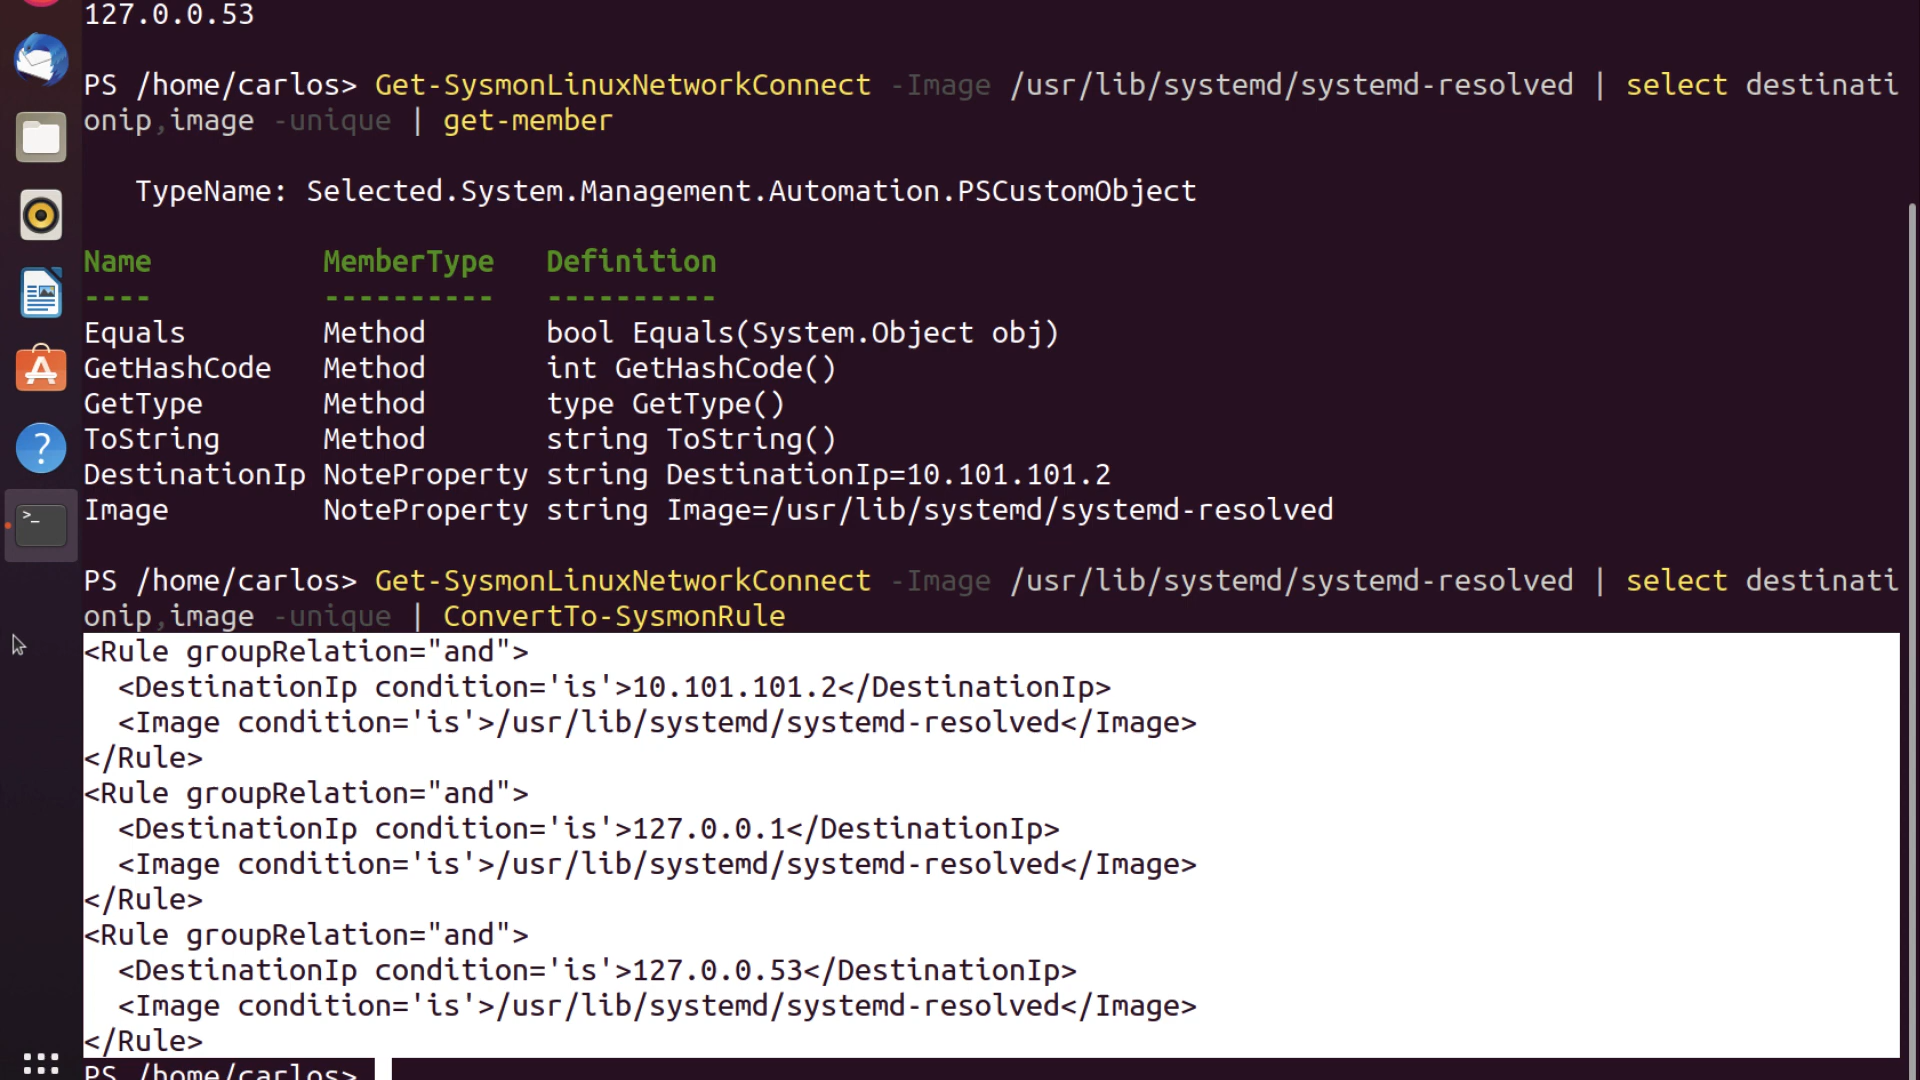 127.0.0.53
PS /home/carlos> Get-SysmonLinuxNetworkConnect -Image /usr/lib/systemd/systemd-resolved | select destinati
onip,image -unique | get-member
TypeName: Selected.System.Management.Automation.PSCustomObject
Name MemberType Definition
---- ---------- ----------
Equals Method bool Equals(System.Object obj)
GetHashCode Method int GetHashCode()
GetType Method type GetType()
ToString Method string ToString()
DestinationIp NoteProperty string DestinationIp=10.101.101.2
Image NoteProperty string Image=/usr/lib/systemd/systemd-resolved
PS /home/carlos> Get-SysmonLinuxNetworkConnect -Image /usr/lib/systemd/systemd-resolved | select destinati
onip,image -unique | ConvertTo-SysmonRule
<Rule groupRelation="and">
  <DestinationIp condition='is'>10.101.101.2</DestinationIp>
  <Image condition='is'>/usr/lib/systemd/systemd-resolved</Image>
</Rule>
<Rule groupRelation="and">
  <DestinationIp condition='is'>127.0.0.1</DestinationIp>
  <Image condition='is'>/usr/lib/systemd/systemd-resolved</Image>
</Rule>
<Rule groupRelation="and">
  <DestinationIp condition='is'>127.0.0.53</DestinationIp>
  <Image condition='is'>/usr/lib/systemd/systemd-resolved</Image>
</Rule>
PS /home/carlos>